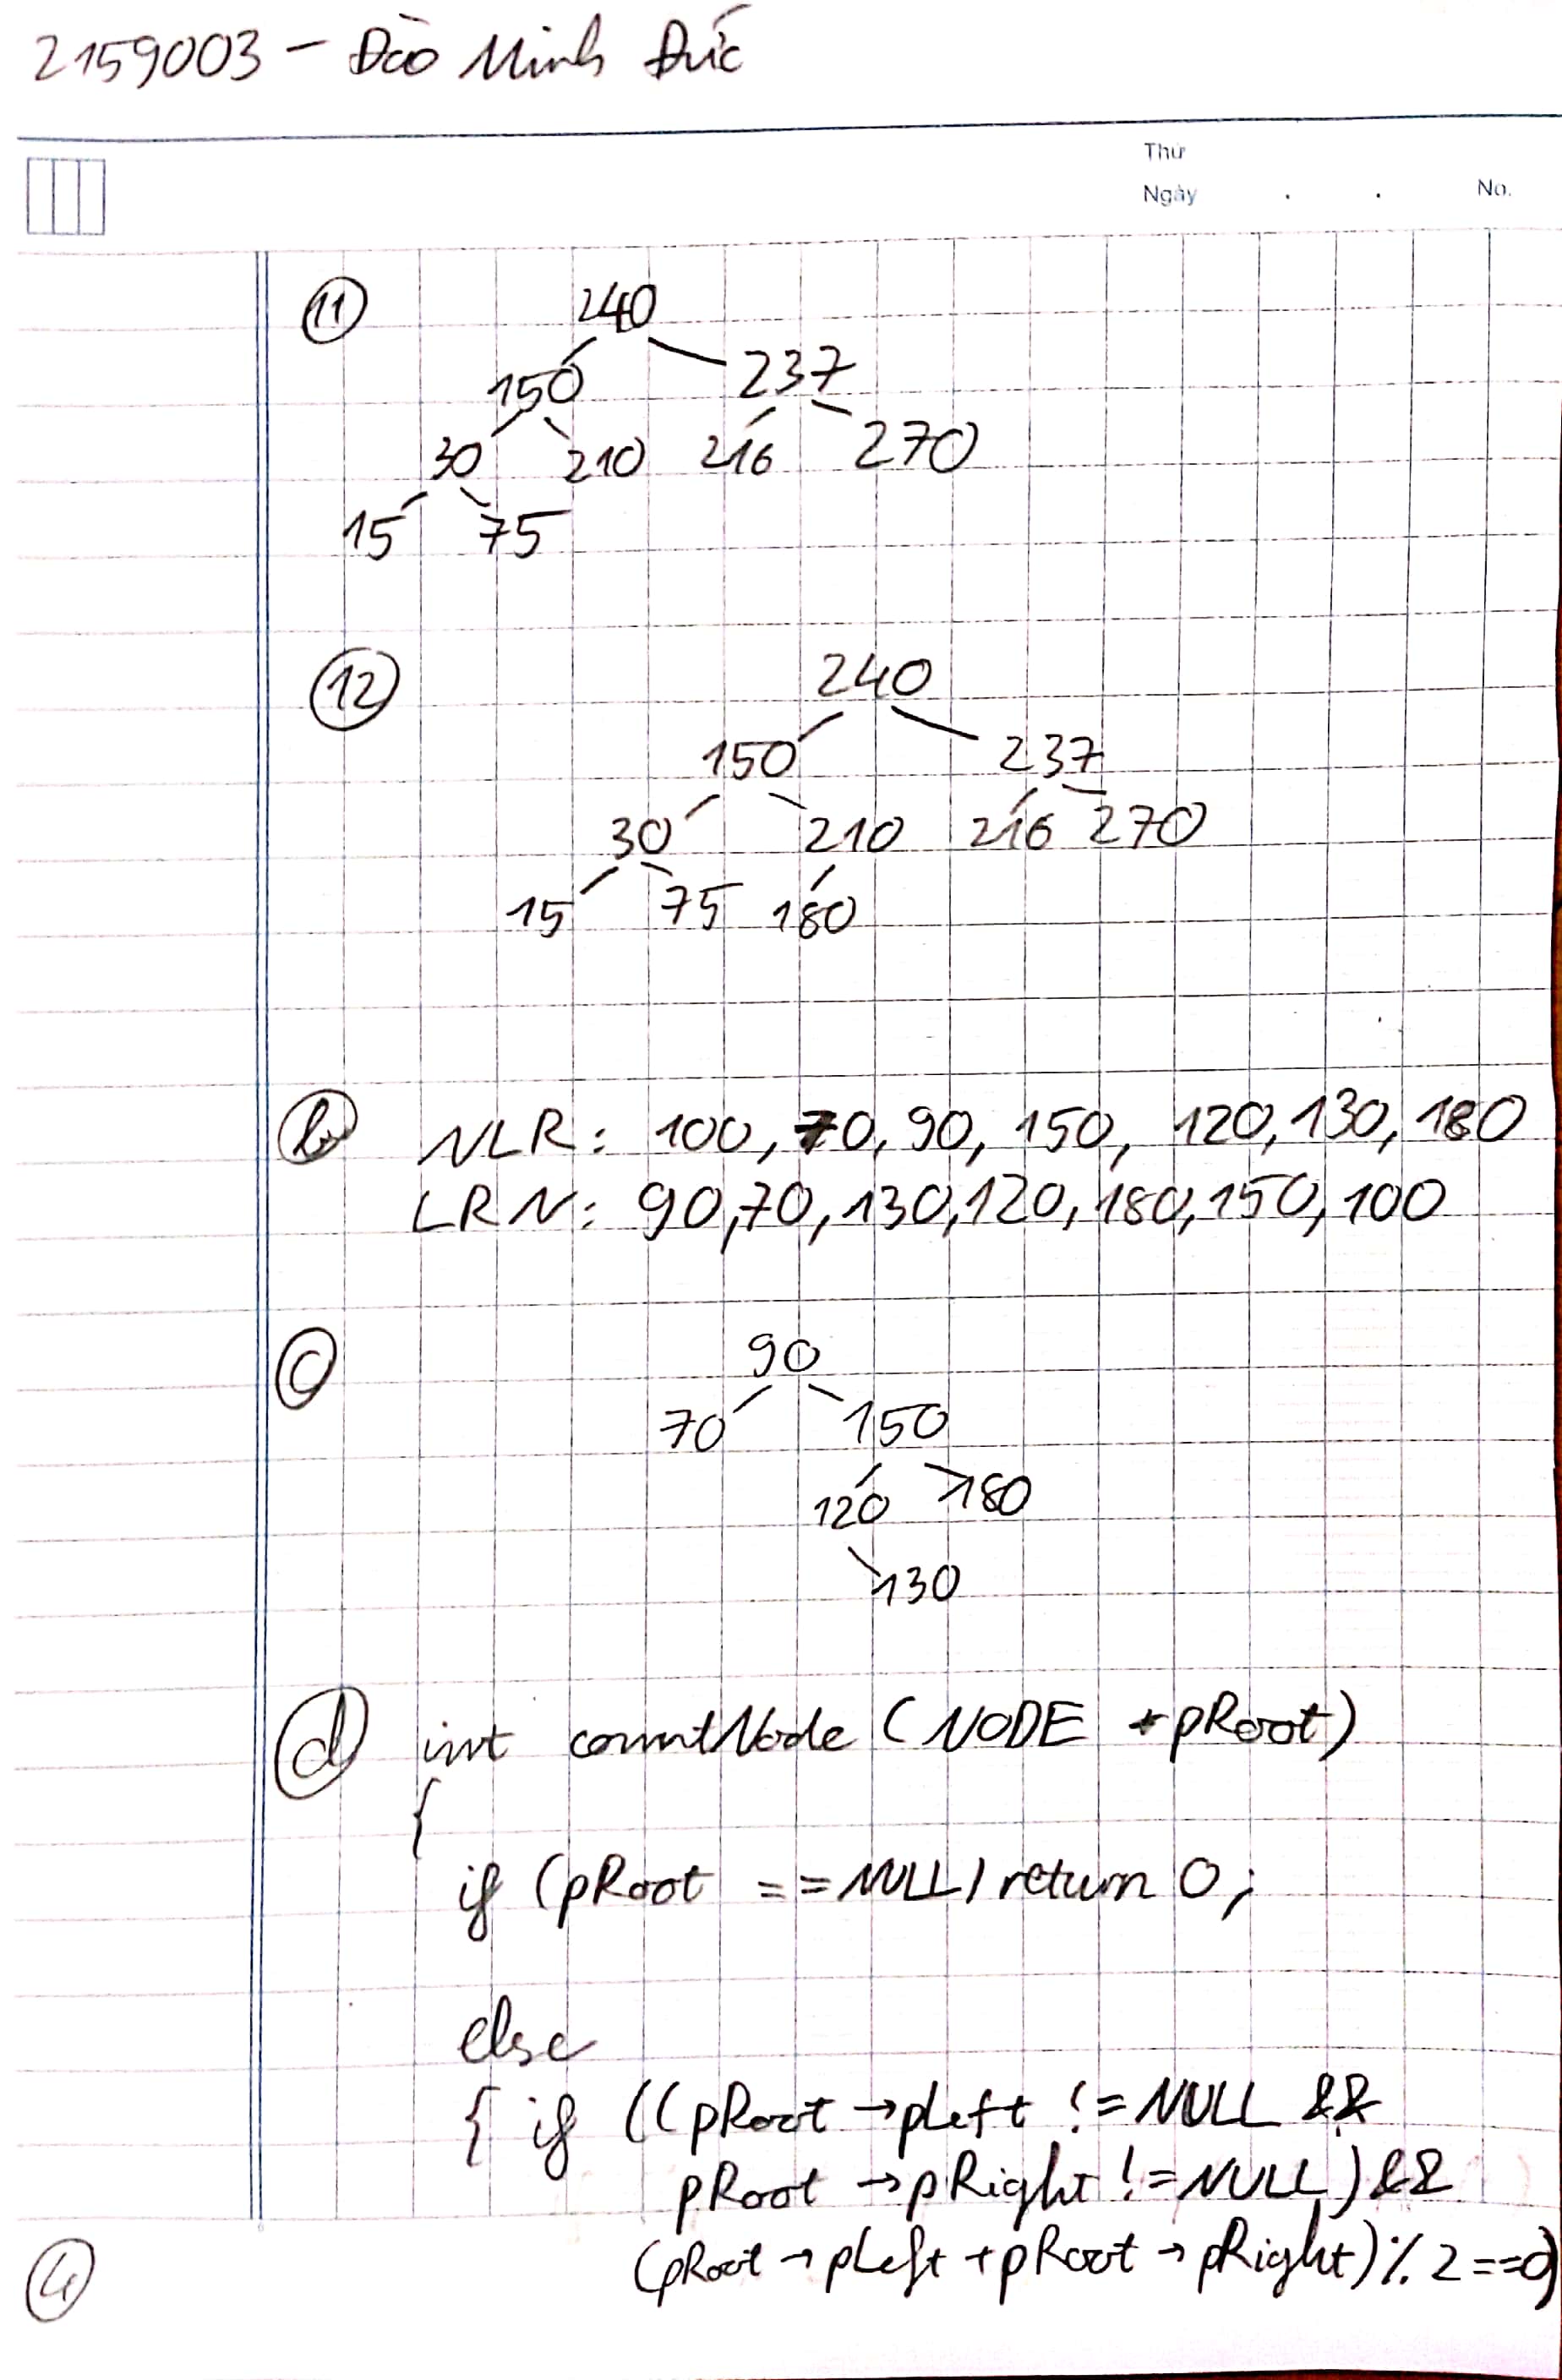 2159003 - Đào Minh Đức
Thứ
Ngày . . No.
11
240
150 237
30 210 216 270
15 75
12
240
150 237
30 210 216 270
15 75 180
b NLR: 100, 70, 90, 150, 120, 130, 180
LRN: 90, 70, 130, 120, 180, 150, 100
c
90
70 150
120 180
130
d int countNode (NODE *pRoot)
{
if (pRoot == NULL) return 0;
else
{ if ((pRoot → pLeft != NULL &&
pRoot → pRight != NULL) &&
(pRoot → pLeft + pRoot → pRight) % 2 == 0)
4